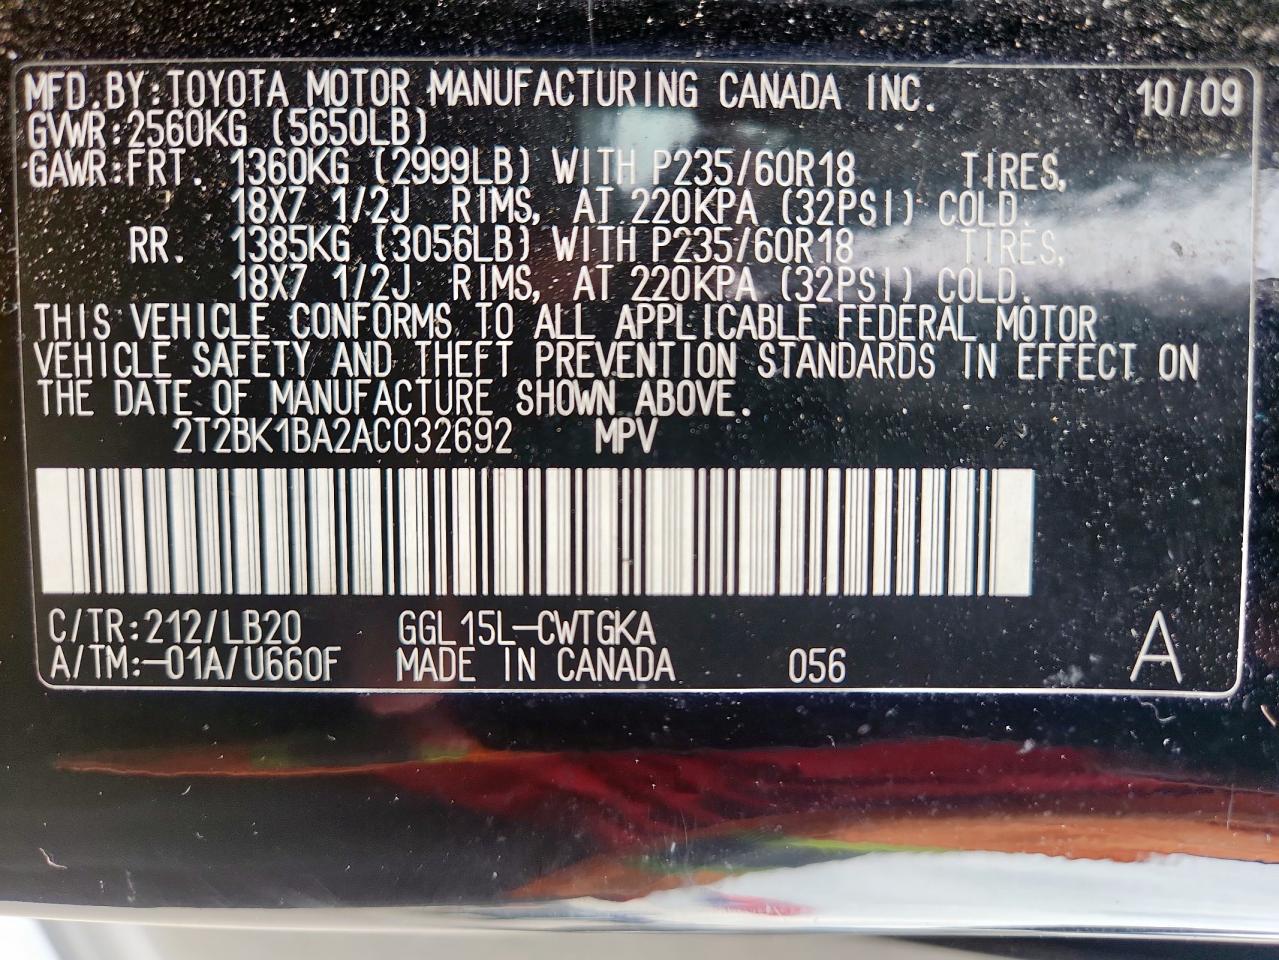 MFD.BY:TOYOTA MOTOR MANUFACTURING CANADA INC. 10/09
GVWR:2560KG (5650LB)
GAWR:FRT. 1360KG (2999LB) WITH P235/60R18 TIRES,
18X7 1/2J RIMS, AT 220KPA (32PSI) COLD.
RR. 1385KG (3056LB) WITH P235/60R18 TIRES,
18X7 1/2J RIMS, AT 220KPA (32PSI) COLD.
THIS VEHICLE CONFORMS TO ALL APPLICABLE FEDERAL MOTOR
VEHICLE SAFETY AND THEFT PREVENTION STANDARDS IN EFFECT ON
THE DATE OF MANUFACTURE SHOWN ABOVE.
2T2BK1BA2AC032692 MPV
C/TR:212/LB20 GGL15L-CWTGKA
A/TM:-01A/U660F MADE IN CANADA 056 A